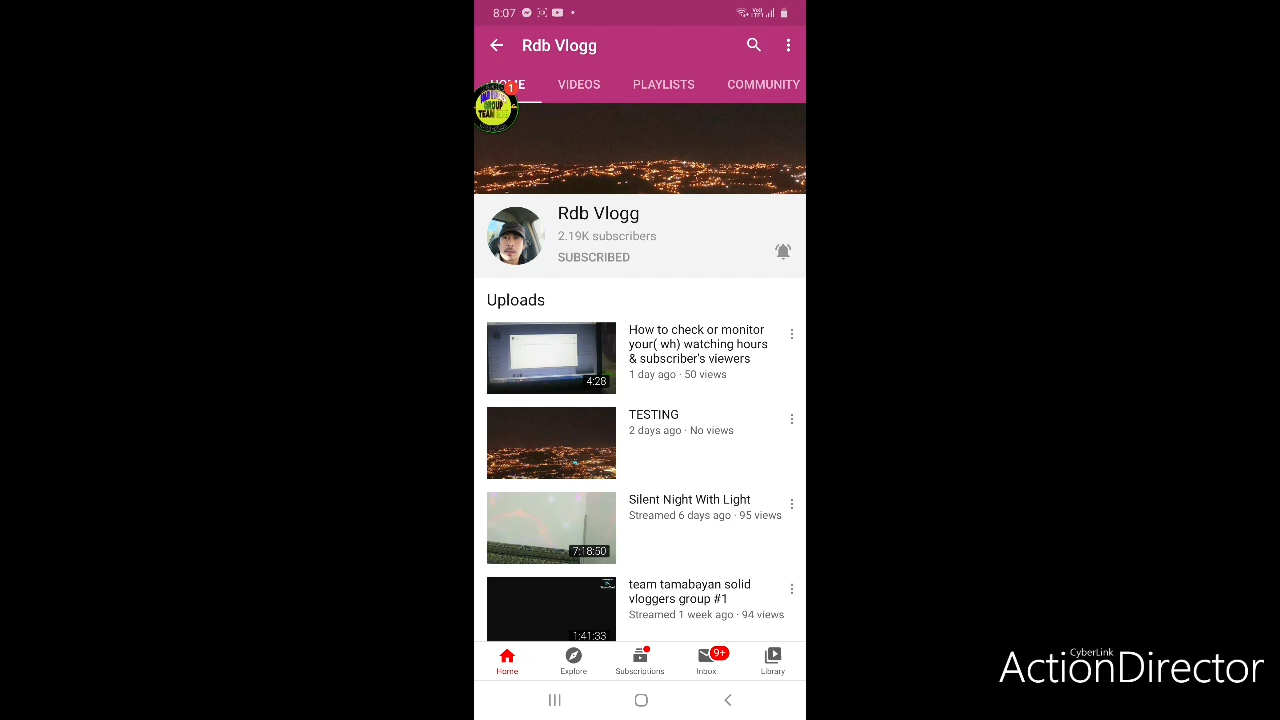 8:07
Rdb Vlogg
HOME VIDEOS PLAYLISTS COMMUNITY
1
GROUP
TEAM
Rdb Vlogg
2.19K subscribers
SUBSCRIBED
Uploads
How to check or monitor
your( wh) watching hours
& subscriber's viewers
1 day ago · 50 views
4:28
TESTING
2 days ago · No views
Silent Night With Light
Streamed 6 days ago · 95 views
7:18:50
team tamabayan solid
vloggers group #1
Streamed 1 week ago · 94 views
1:41:33
9+
Home Explore Subscriptions Inbox Library
CyberLink
ActionDirector